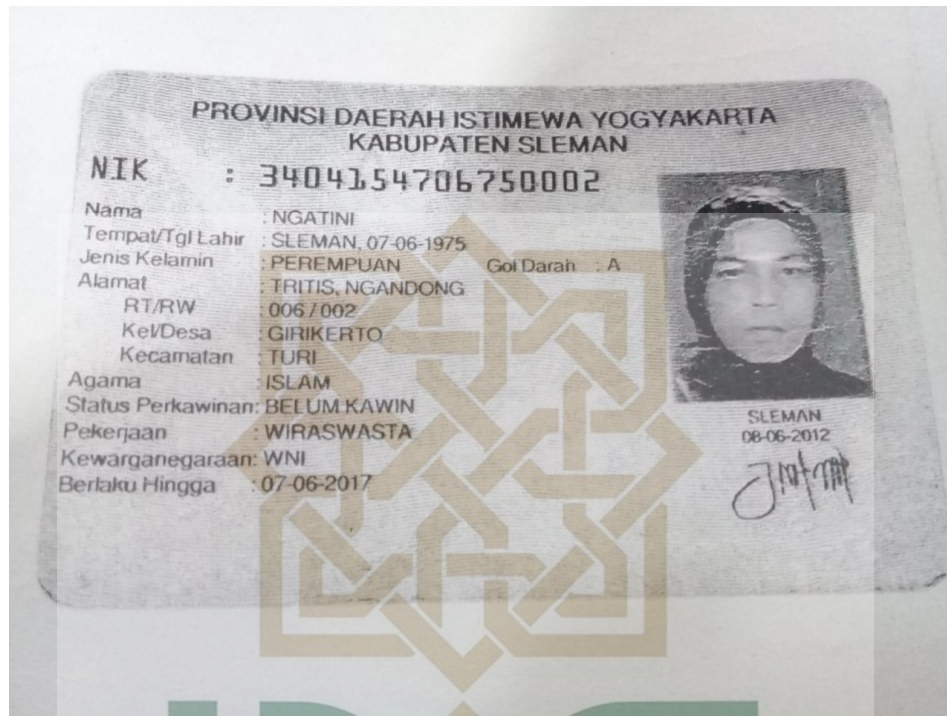 PROVINSI DAERAH ISTIMEWA YOGYAKARTA
KABUPATEN SLEMAN
NIK : 3404154706750002
Nama : NGATINI
Tempat/Tgl Lahir : SLEMAN, 07-06-1975
Jenis Kelamin : PEREMPUAN Gol Darah : A
Alamat : TRITIS, NGANDONG
RT/RW : 006/002
Kel/Desa : GIRIKERTO
Kecamatan : TURI
Agama : ISLAM
Status Perkawinan: BELUM KAWIN
Pekerjaan : WIRASWASTA
Kewarganegaraan: WNI
Berlaku Hingga : 07-06-2017
SLEMAN
08-06-2012